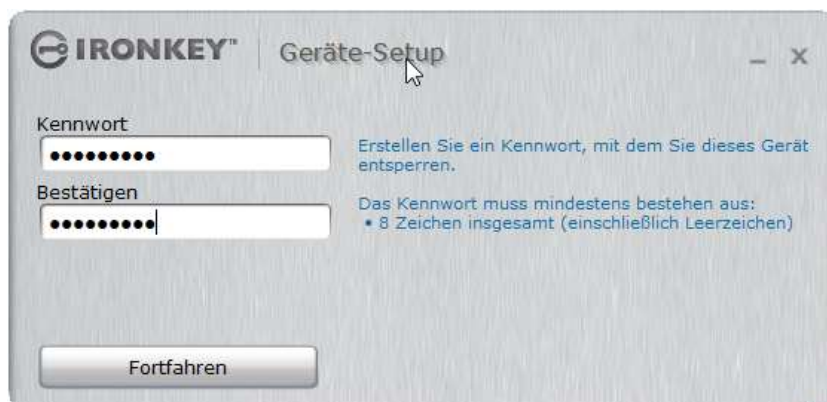 IRONKEY™ Geräte-Setup
Kennwort
•••••••••
Erstellen Sie ein Kennwort, mit dem Sie dieses Gerät
entsperren.
Bestätigen
•••••••••
Das Kennwort muss mindestens bestehen aus:
• 8 Zeichen insgesamt (einschließlich Leerzeichen)
Fortfahren